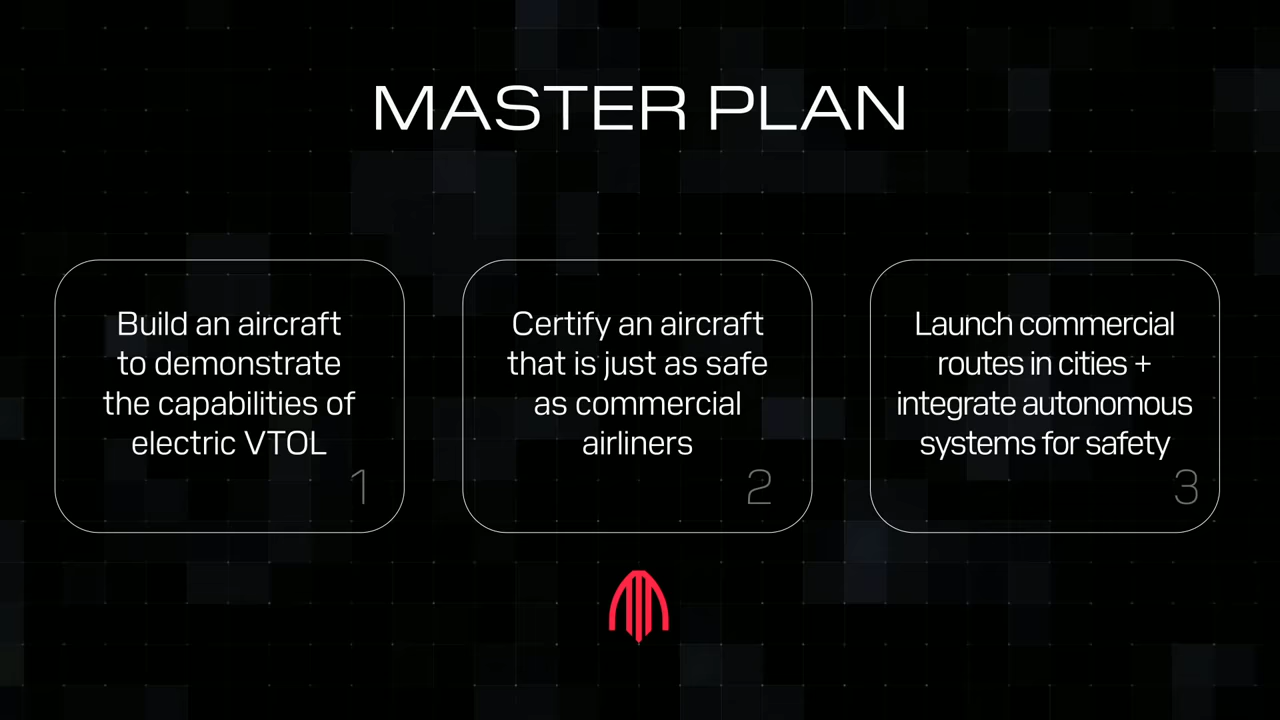 MASTER PLAN
Build an aircraft
to demonstrate
the capabilities of
electric VTOL
1
Certify an aircraft
that is just as safe
as commercial
airliners
2
Launch commercial
routes in cities +
integrate autonomous
systems for safety
3